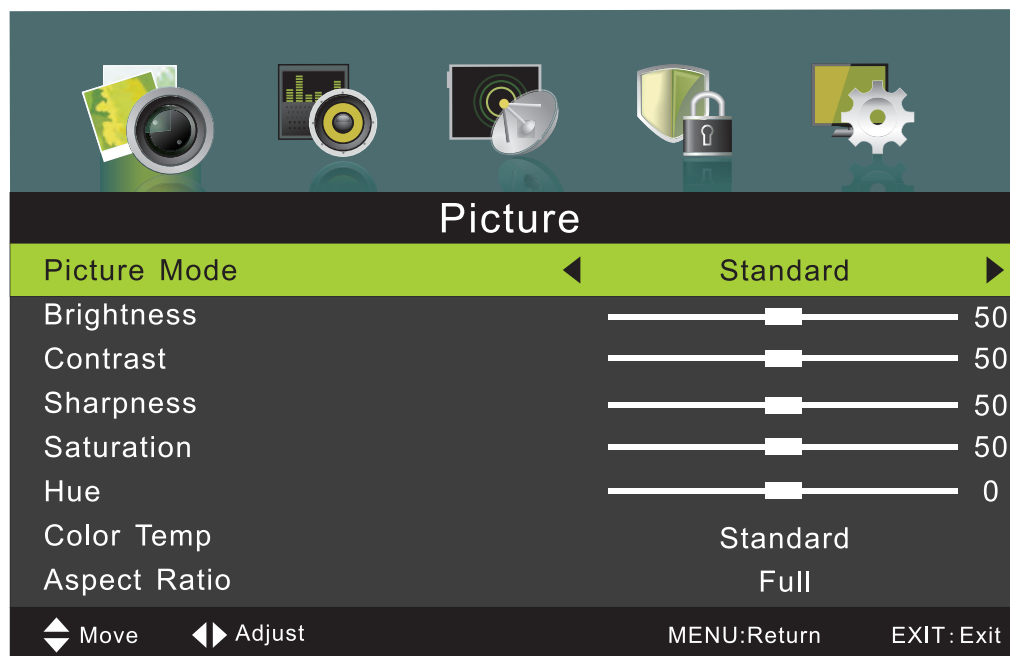 Picture
Picture Mode Standard
Brightness 50
Contrast 50
Sharpness 50
Saturation 50
Hue 0
Color Temp Standard
Aspect Ratio Full
Move Adjust MENU:Return EXIT:Exit